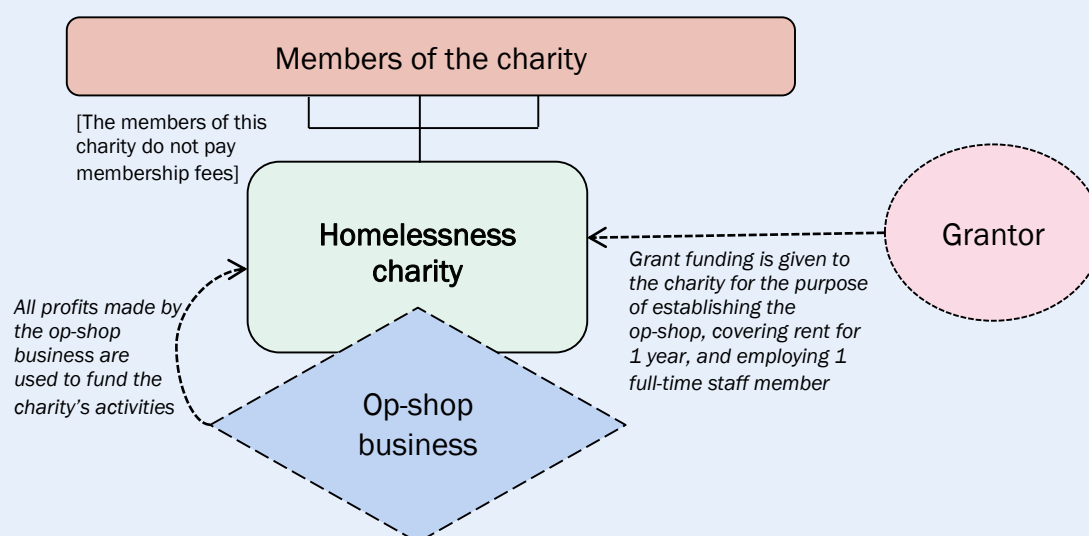 Members of the charity
[The members of this
charity do not pay
membership fees]
Homelessness
charity
Grantor
Grant funding is given to
the charity for the purpose
of establishing the
op-shop, covering rent for
1 year, and employing 1
full-time staff member
All profits made by
the op-shop
business are
used to fund the
charity’s activities
Op-shop
business